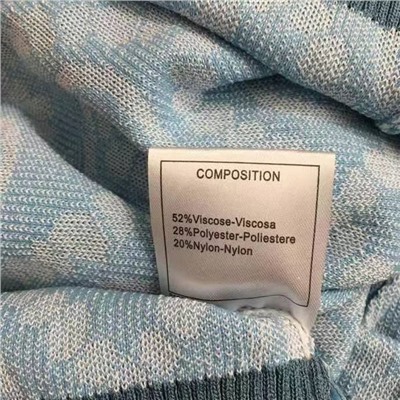 COMPOSITION
52%Viscose-Viscosa
28%Polyester-Poliestere
20%Nylon-Nylon